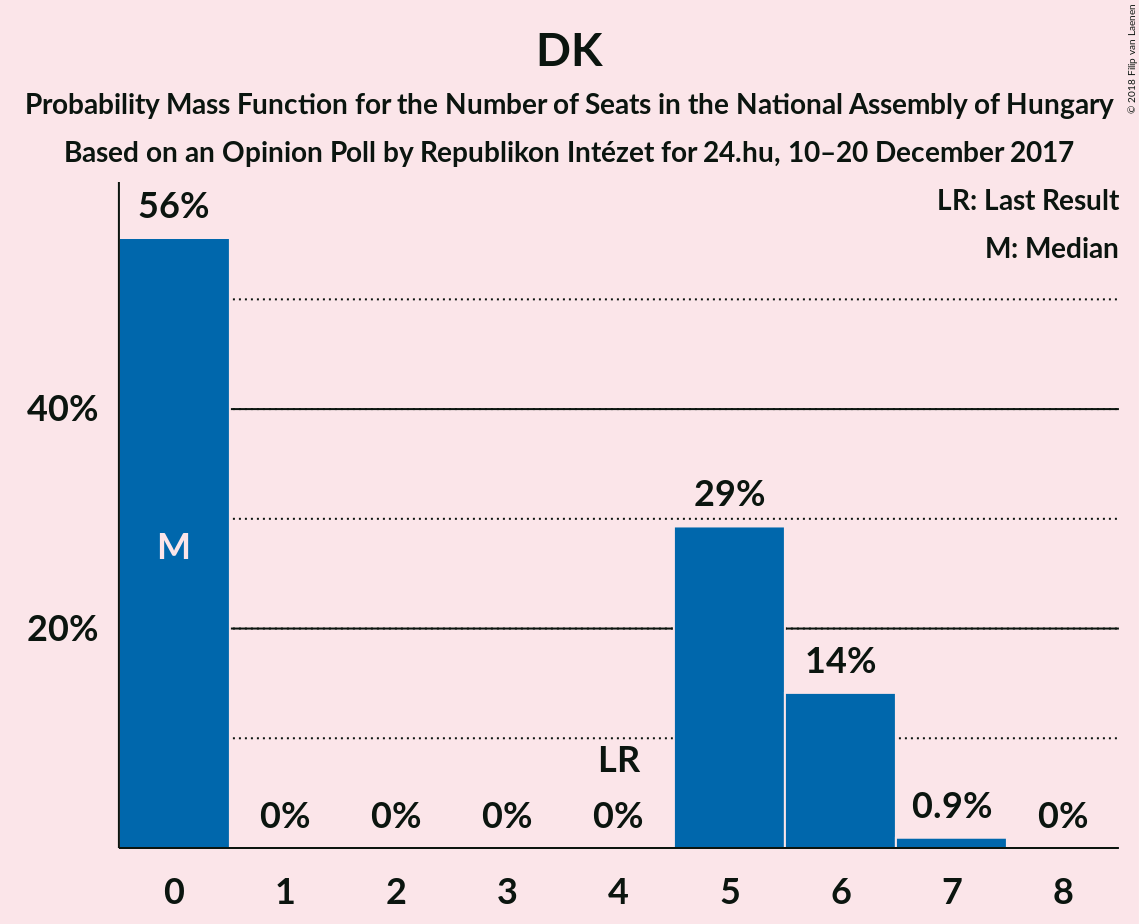 DK
Probability Mass Function for the Number of Seats in the National Assembly of Hungary
Based on an Opinion Poll by Republikon Intézet for 24.hu, 10–20 December 2017
© 2018 Filip van Laenen
LR: Last Result
M: Median
56%
40%
29%
M
20%
14%
LR
0%
0%
0%
0%
0.9%
0%
0 1 2 3 4 5 6 7 8